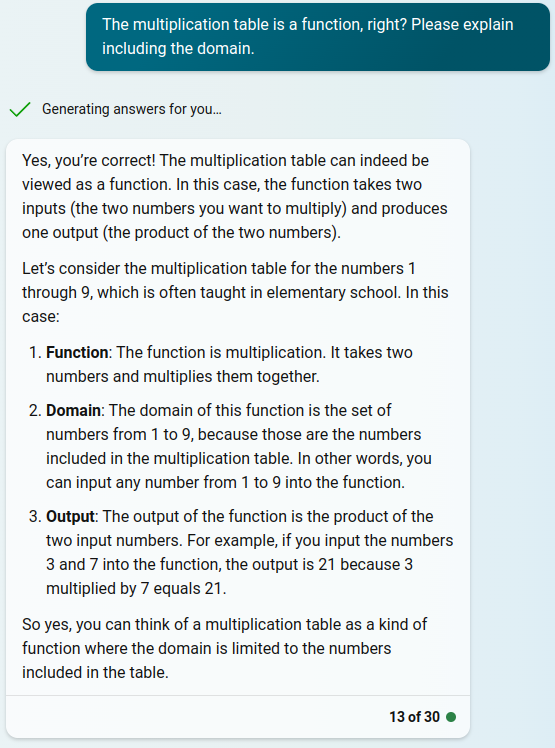 The multiplication table is a function, right? Please explain
including the domain.
Generating answers for you...
Yes, you're correct! The multiplication table can indeed be
viewed as a function. In this case, the function takes two
inputs (the two numbers you want to multiply) and produces
one output (the product of the two numbers).
Let's consider the multiplication table for the numbers 1
through 9, which is often taught in elementary school. In this
case:
1. Function: The function is multiplication. It takes two
numbers and multiplies them together.
2. Domain: The domain of this function is the set of
numbers from 1 to 9, because those are the numbers
included in the multiplication table. In other words, you
can input any number from 1 to 9 into the function.
3. Output: The output of the function is the product of the
two input numbers. For example, if you input the numbers
3 and 7 into the function, the output is 21 because 3
multiplied by 7 equals 21.
So yes, you can think of a multiplication table as a kind of
function where the domain is limited to the numbers
included in the table.
13 of 30